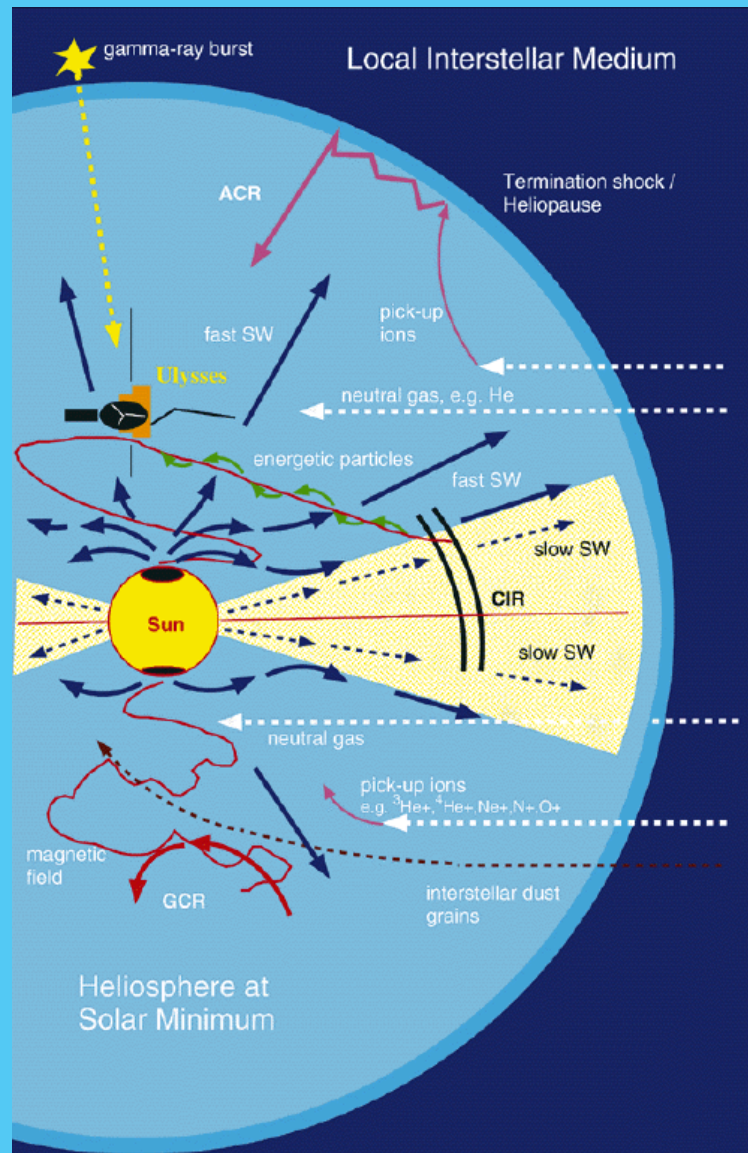 gamma-ray burst
Local Interstellar Medium
Termination shock /
Heliopause
ACR
pick-up
ions
fast SW
Ulysses
neutral gas, e.g. He
energetic particles
fast SW
slow SW
CIR
Sun
slow SW
neutral gas
pick-up ions
e.g. ³He+,⁴He+,Ne+,N+,O+
magnetic
field
GCR
interstellar dust
grains
Heliosphere at
Solar Minimum